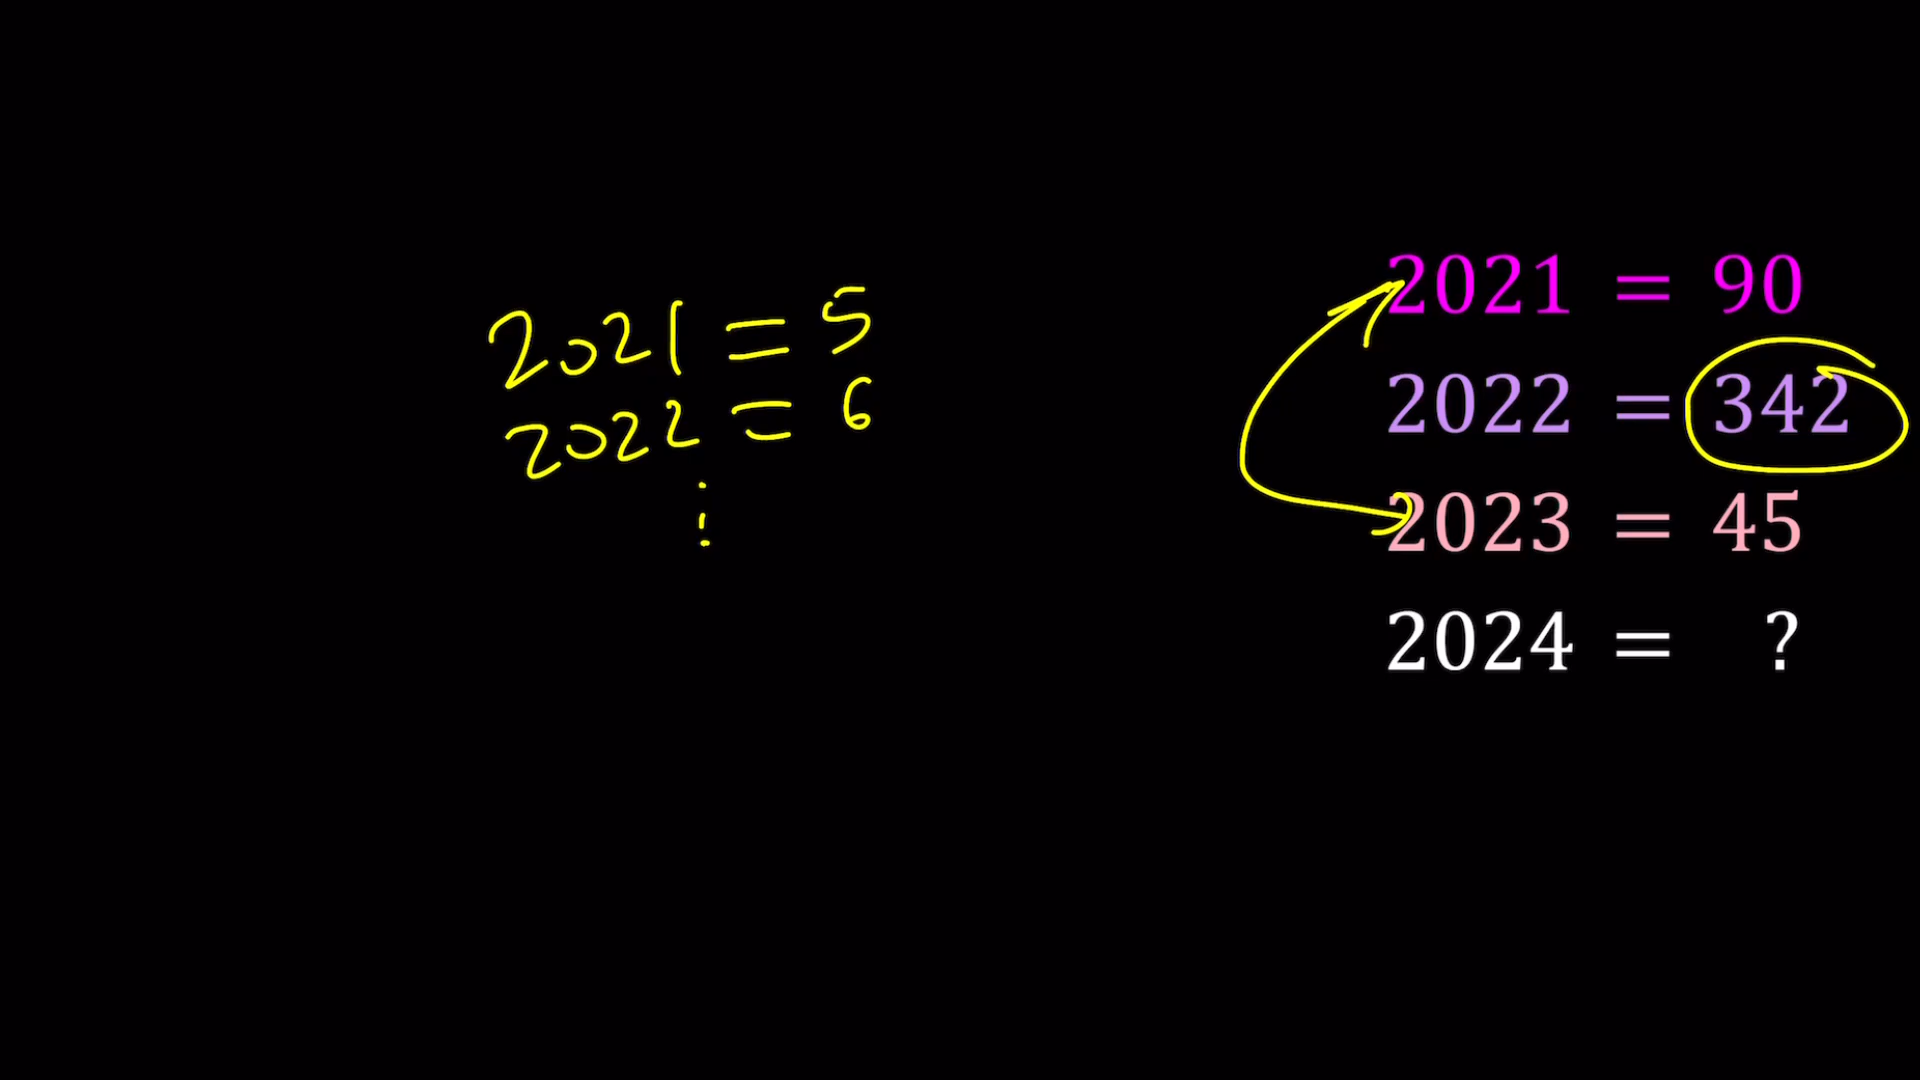 2021 = 5
2022 = 6
⋮
2021 = 90
2022 = 342
2023 = 45
2024 = ?